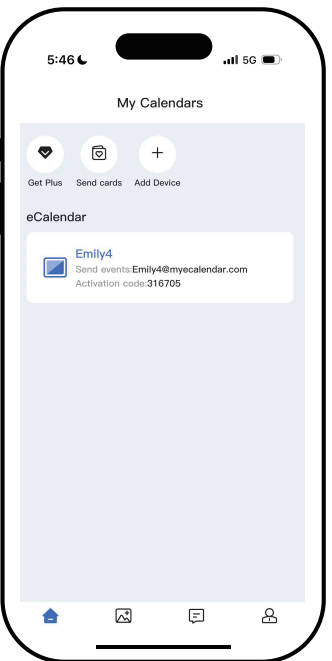 5:46
5G
My Calendars
Get Plus
Send cards
Add Device
eCalendar
Emily4
Send events:Emily4@myecalendar.com
Activation code:316705